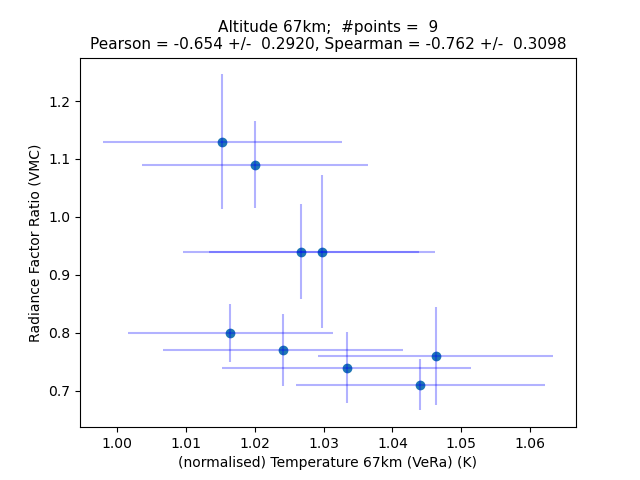 Altitude 67km;  #points =  9
Pearson = -0.654 +/-  0.2920, Spearman = -0.762 +/-  0.3098
1.2
1.1
1.0
0.9
0.8
0.7
Radiance Factor Ratio (VMC)
1.00 1.01 1.02 1.03 1.04 1.05 1.06
(normalised) Temperature 67km (VeRa) (K)